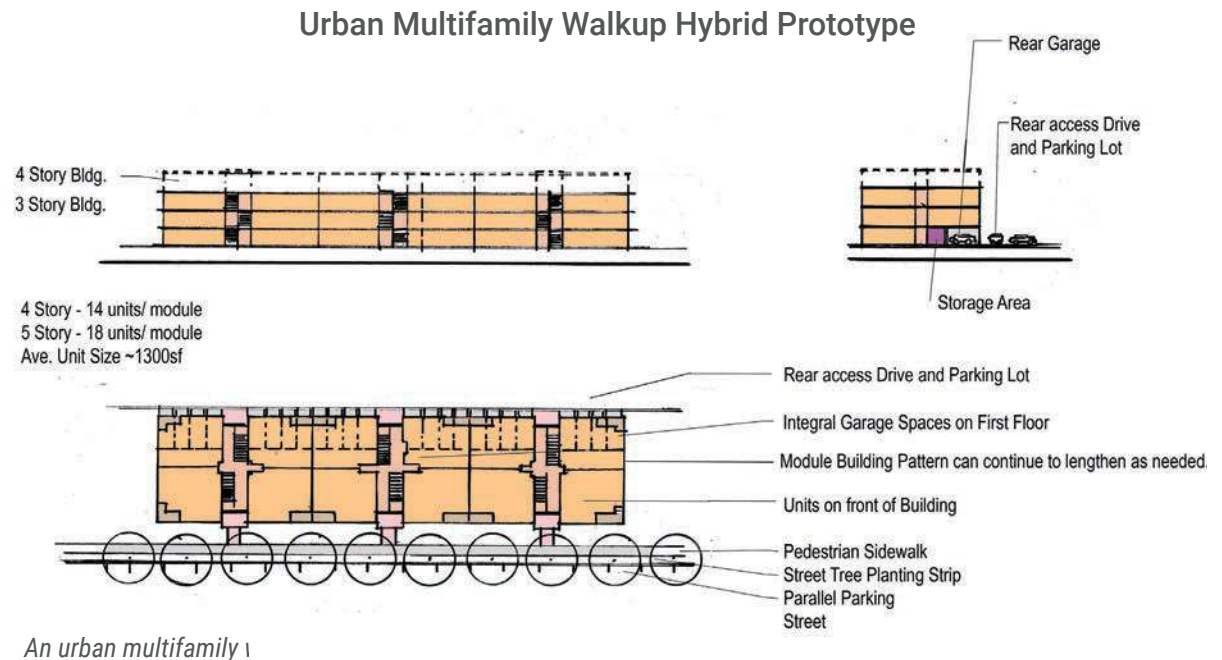 Urban Multifamily Walkup Hybrid Prototype
Rear Garage
Rear access Drive
and Parking Lot
4 Story Bldg.
3 Story Bldg.
Storage Area
4 Story - 14 units/ module
5 Story - 18 units/ module
Ave. Unit Size ~1300sf
Rear access Drive and Parking Lot
Integral Garage Spaces on First Floor
Module Building Pattern can continue to lengthen as needed.
Units on front of Building
Pedestrian Sidewalk
Street Tree Planting Strip
Parallel Parking
Street
An urban multifamily